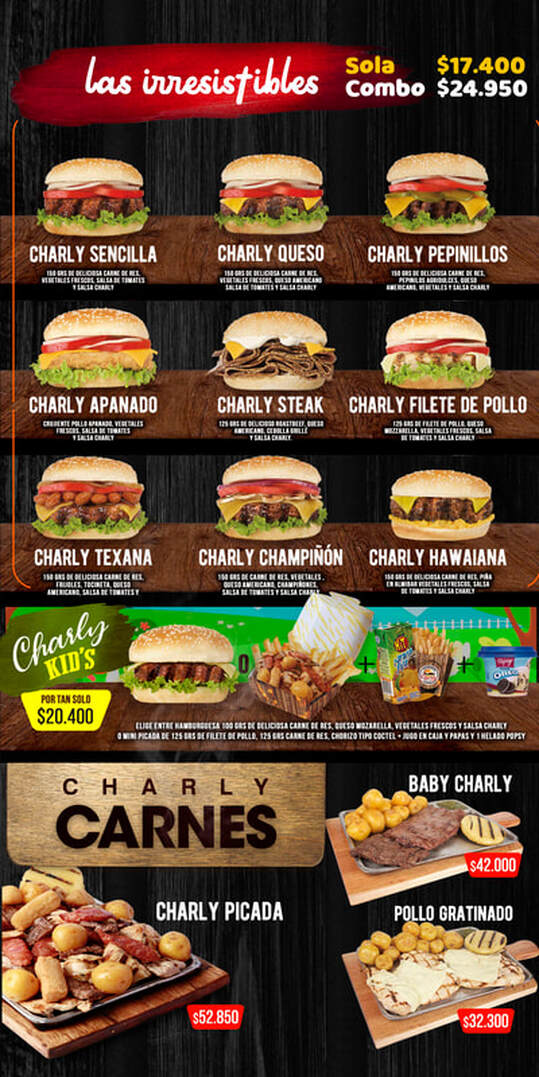 las irresistibles
Sola $17.400
Combo $24.950
CHARLY SENCILLA
150 GRS DE DELICIOSA CARNE DE RES,
VEGETALES FRESCOS, SALSA DE TOMATES
Y SALSA CHARLY
CHARLY QUESO
150 GRS DE DELICIOSA CARNE DE RES,
VEGETALES FRESCOS, QUESO AMERICANO
SALSA DE TOMATES Y SALSA CHARLY
CHARLY PEPINILLOS
150 GRS DE DELICIOSA CARNE DE RES,
PEPINILOS AGRIDULCES, QUESO
AMERICANO, VEGETALES Y SALSA CHARLY
CHARLY APANADO
CRUJIENTE POLLO APANADO, VEGETALES
FRESCOS, SALSA DE TOMATES
Y SALSA CHARLY
CHARLY STEAK
125 GRS DE DELICIOSO ROASTBEEF, QUESO
AMERICANO, CEBOLLA GRILLÉ
Y SALSA CHARLY.
CHARLY FILETE DE POLLO
125 GRS DE FILETE DE POLLO, QUESO
MOZZARELLA, VEGETALES FRESCOS, SALSA
DE TOMATES Y SALSA CHARLY
CHARLY TEXANA
150 GRS DE DELICIOSA CARNE DE RES,
FRIJOLES, TOCINETA, QUESO
AMERICANO, SALSA DE TOMATES Y
CHARLY CHAMPIÑÓN
150 GRS DE CARNE DE RES, VEGETALES,
QUESO AMERICANO, CHAMPIÑONES,
SALSA DE TOMATES Y SALSA CHARLY
CHARLY HAWAIANA
150 GRS DE DELICIOSA CARNE DE RES, PIÑA
EN ALMIBAR VEGETALES FRESCOS, SALSA
DE TOMATES Y SALSA CHARLY
Charly
KID'S
POR TAN SOLO
$20.400
O
+
+
ELIGE ENTRE HAMBURGUESA 100 GRS DE DELICIOSA CARNE DE RES, QUESO MOZARELLA, VEGETALES FRESCOS Y SALSA CHARLY
O MINI PICADA DE 125 GRS DE FILETE DE POLLO, 125 GRS CARNE DE RES, CHORIZO TIPO COCTEL + JUGO EN CAJA Y PAPAS Y 1 HELADO POPSY
CHARLY
CARNES
BABY CHARLY
$42.000
CHARLY PICADA
$52.850
POLLO GRATINADO
$32.300